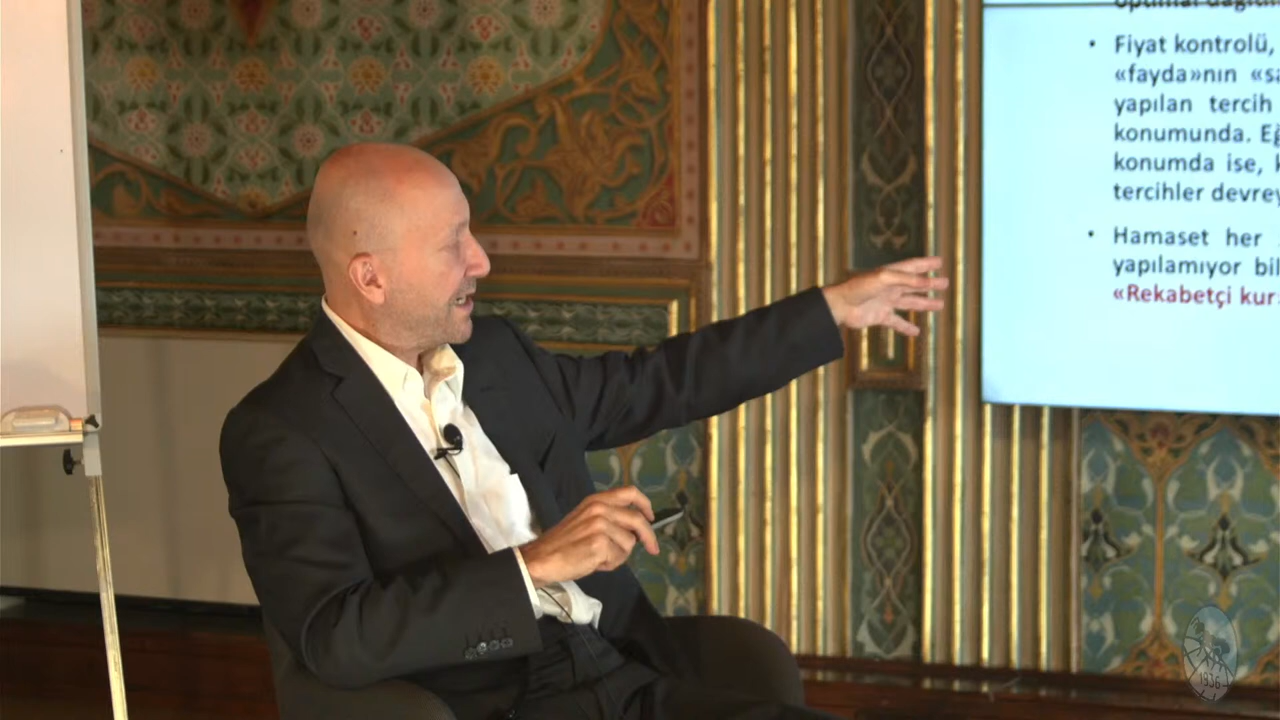 optimal dağıtım
• Fiyat kontrolü,
«fayda»nın «sa
yapılan tercih
konumunda. Eğ
konumda ise, k
tercihler devrey
• Hamaset her
yapılamıyor bil
«Rekabetçi kur
1936